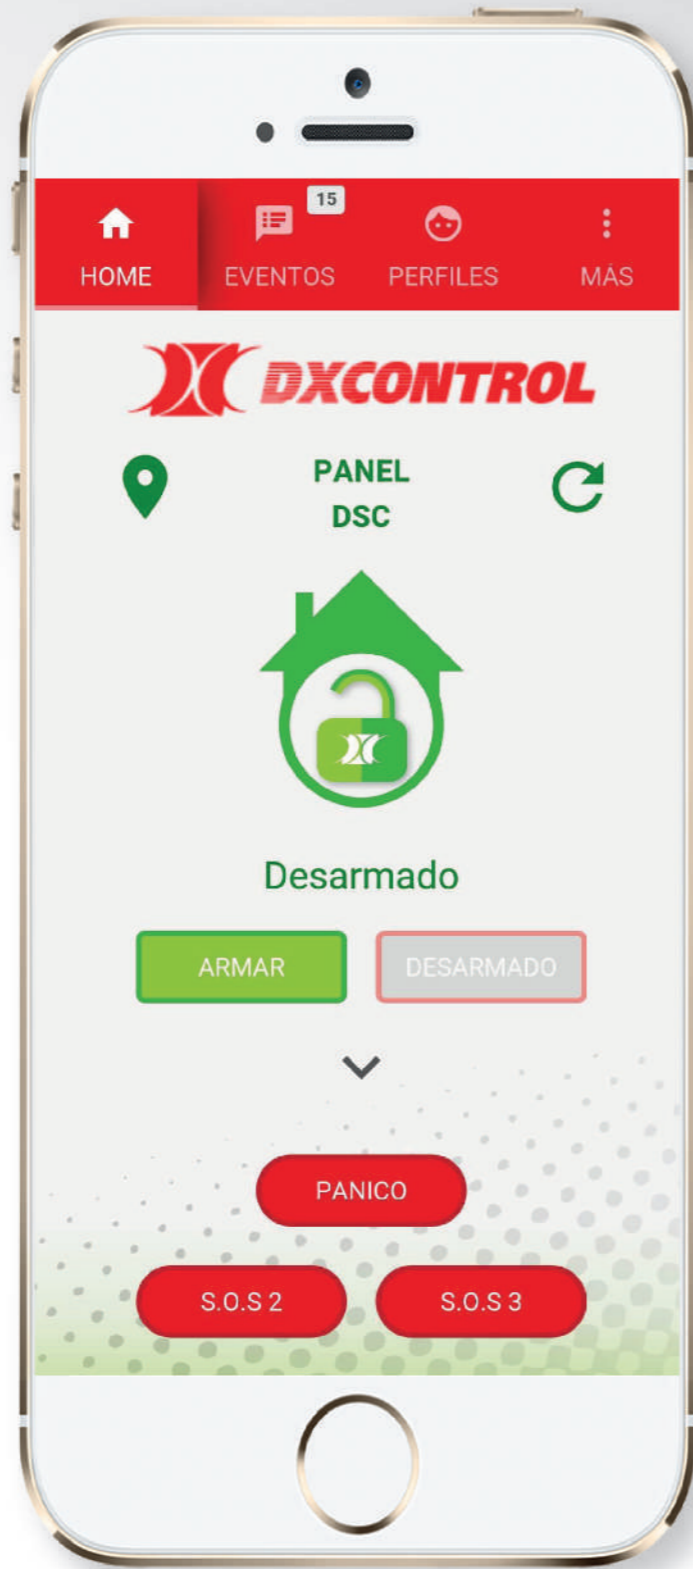 15
HOME
EVENTOS
PERFILES
MÁS
DXCONTROL
PANEL
DSC
Desarmado
ARMAR
DESARMADO
PANICO
S.O.S 2
S.O.S 3